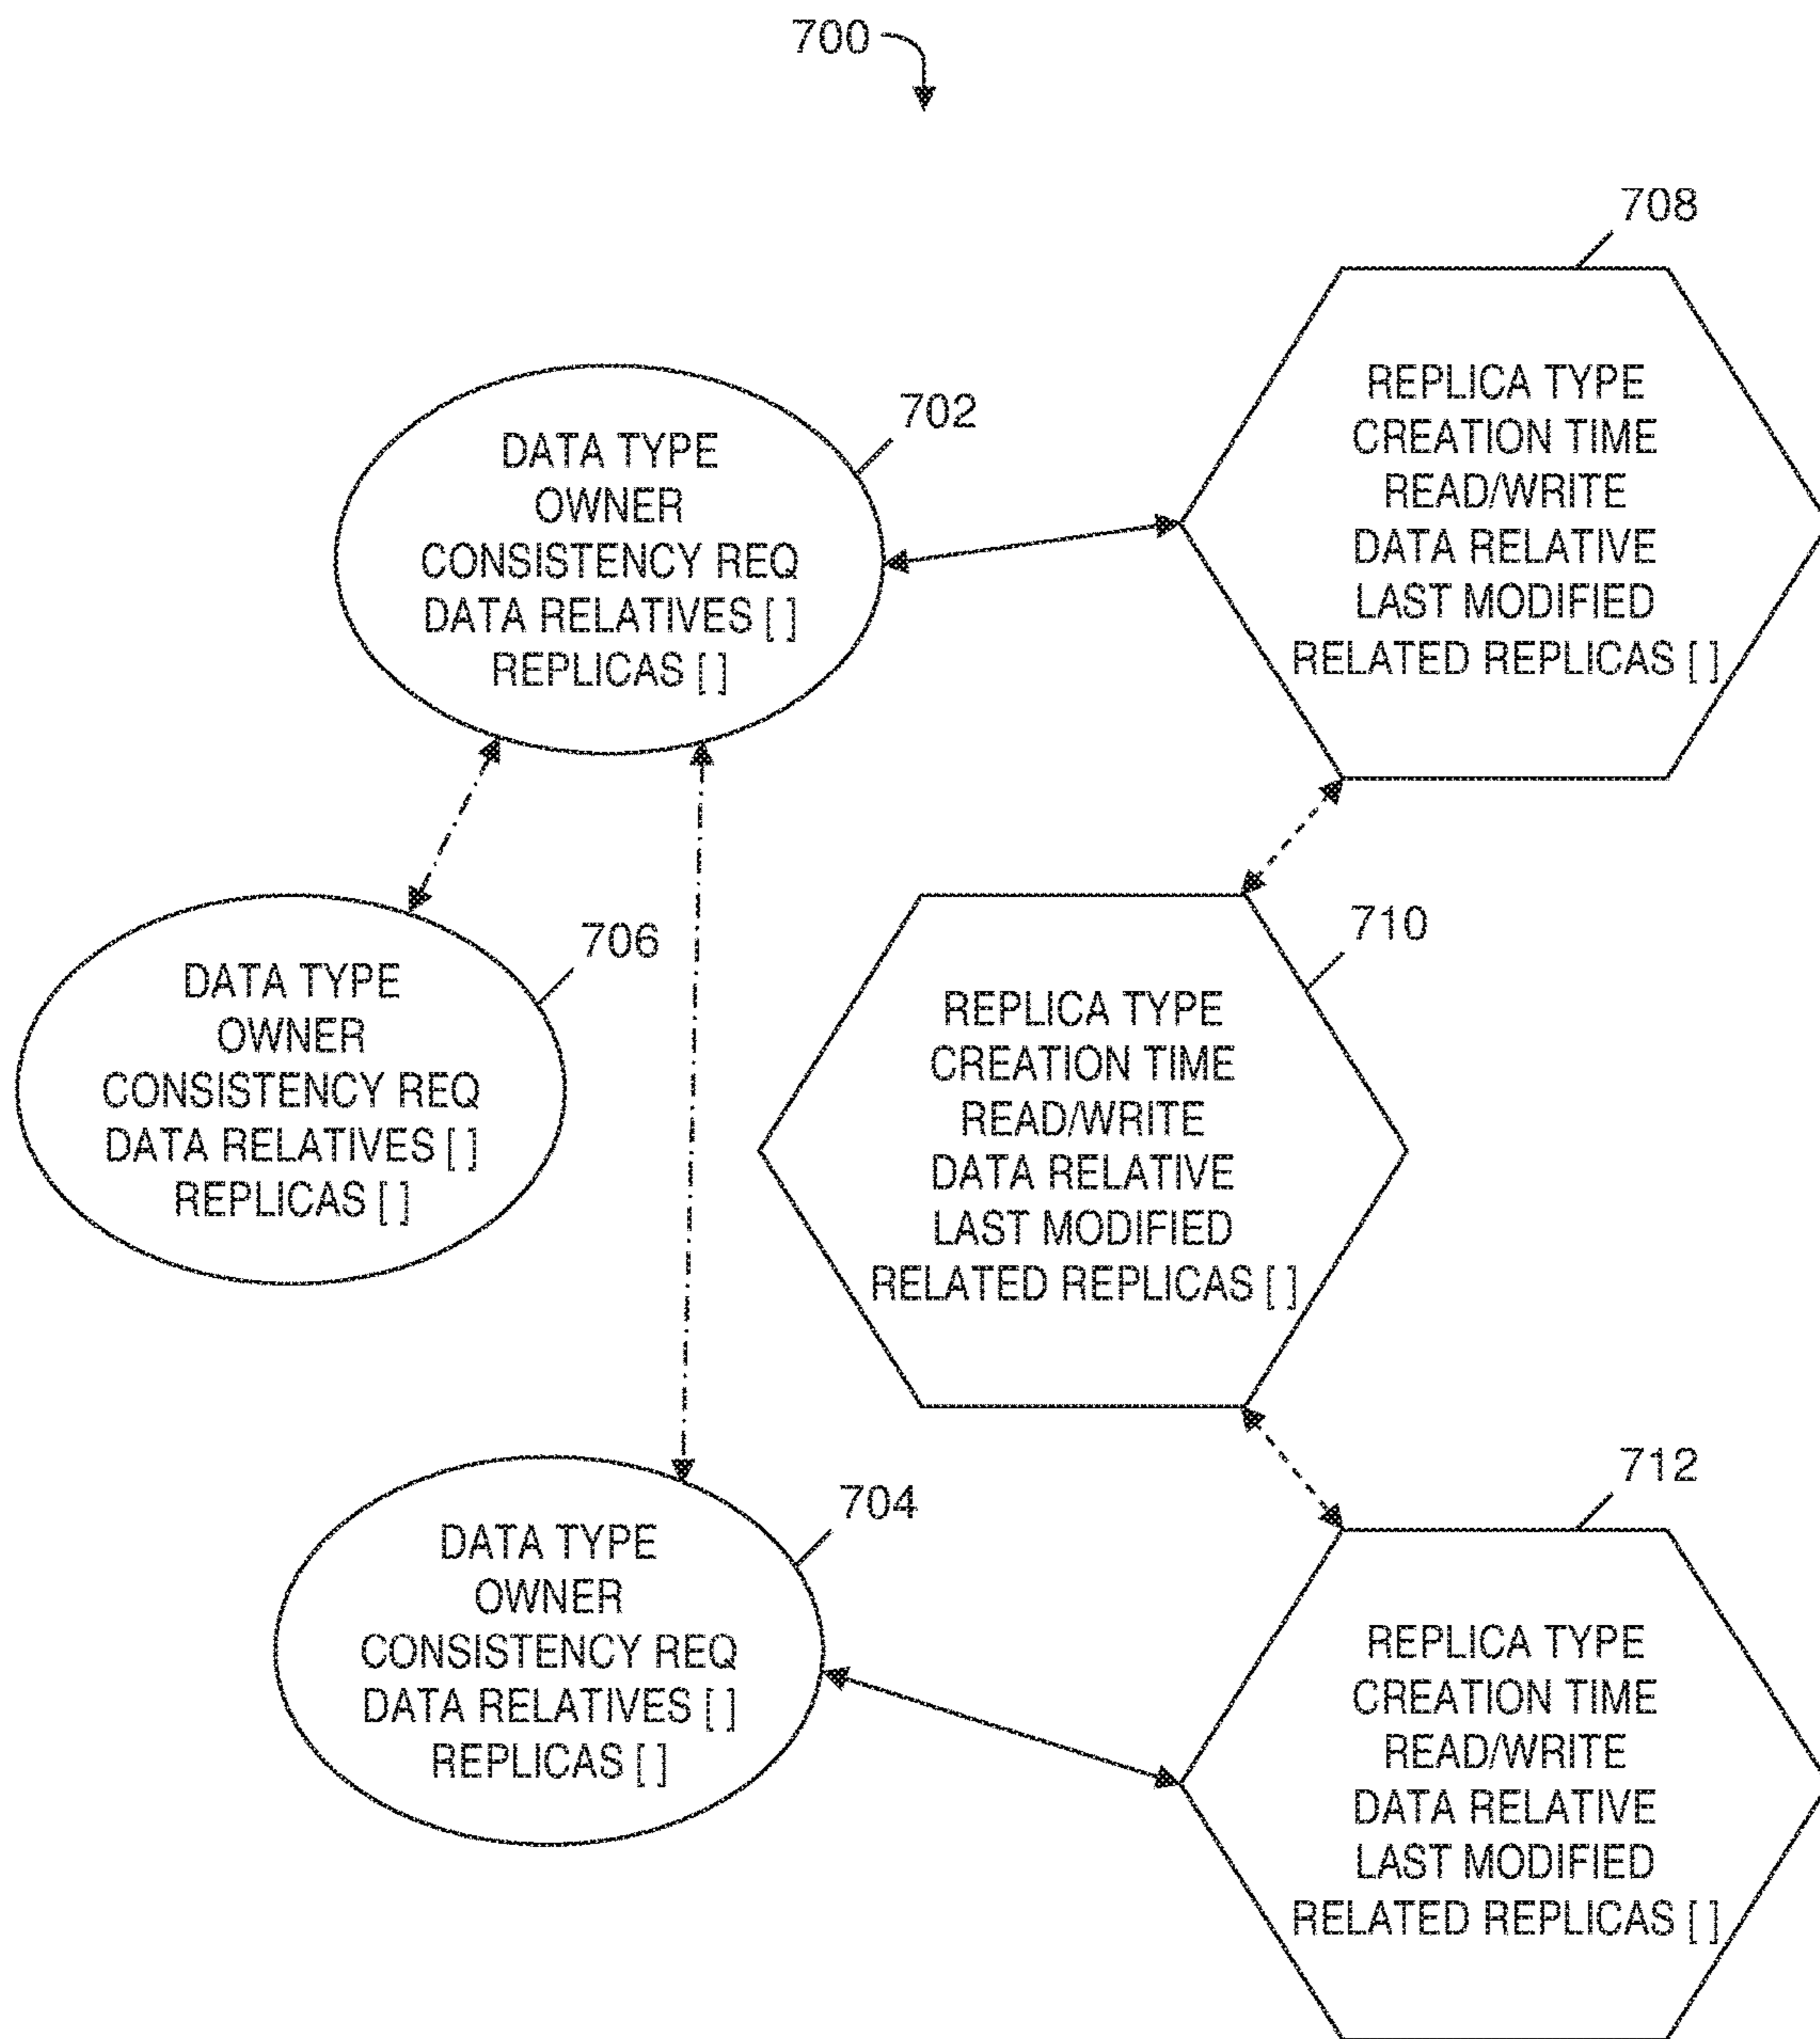 700
708
REPLICA TYPE
CREATION TIME
READ/WRITE
DATA RELATIVE
LAST MODIFIED
RELATED REPLICAS [ ]
702
DATA TYPE
OWNER
CONSISTENCY REQ
DATA RELATIVES [ ]
REPLICAS [ ]
706
DATA TYPE
OWNER
CONSISTENCY REQ
DATA RELATIVES [ ]
REPLICAS [ ]
710
REPLICA TYPE
CREATION TIME
READ/WRITE
DATA RELATIVE
LAST MODIFIED
RELATED REPLICAS [ ]
704
DATA TYPE
OWNER
CONSISTENCY REQ
DATA RELATIVES [ ]
REPLICAS [ ]
712
REPLICA TYPE
CREATION TIME
READ/WRITE
DATA RELATIVE
LAST MODIFIED
RELATED REPLICAS [ ]